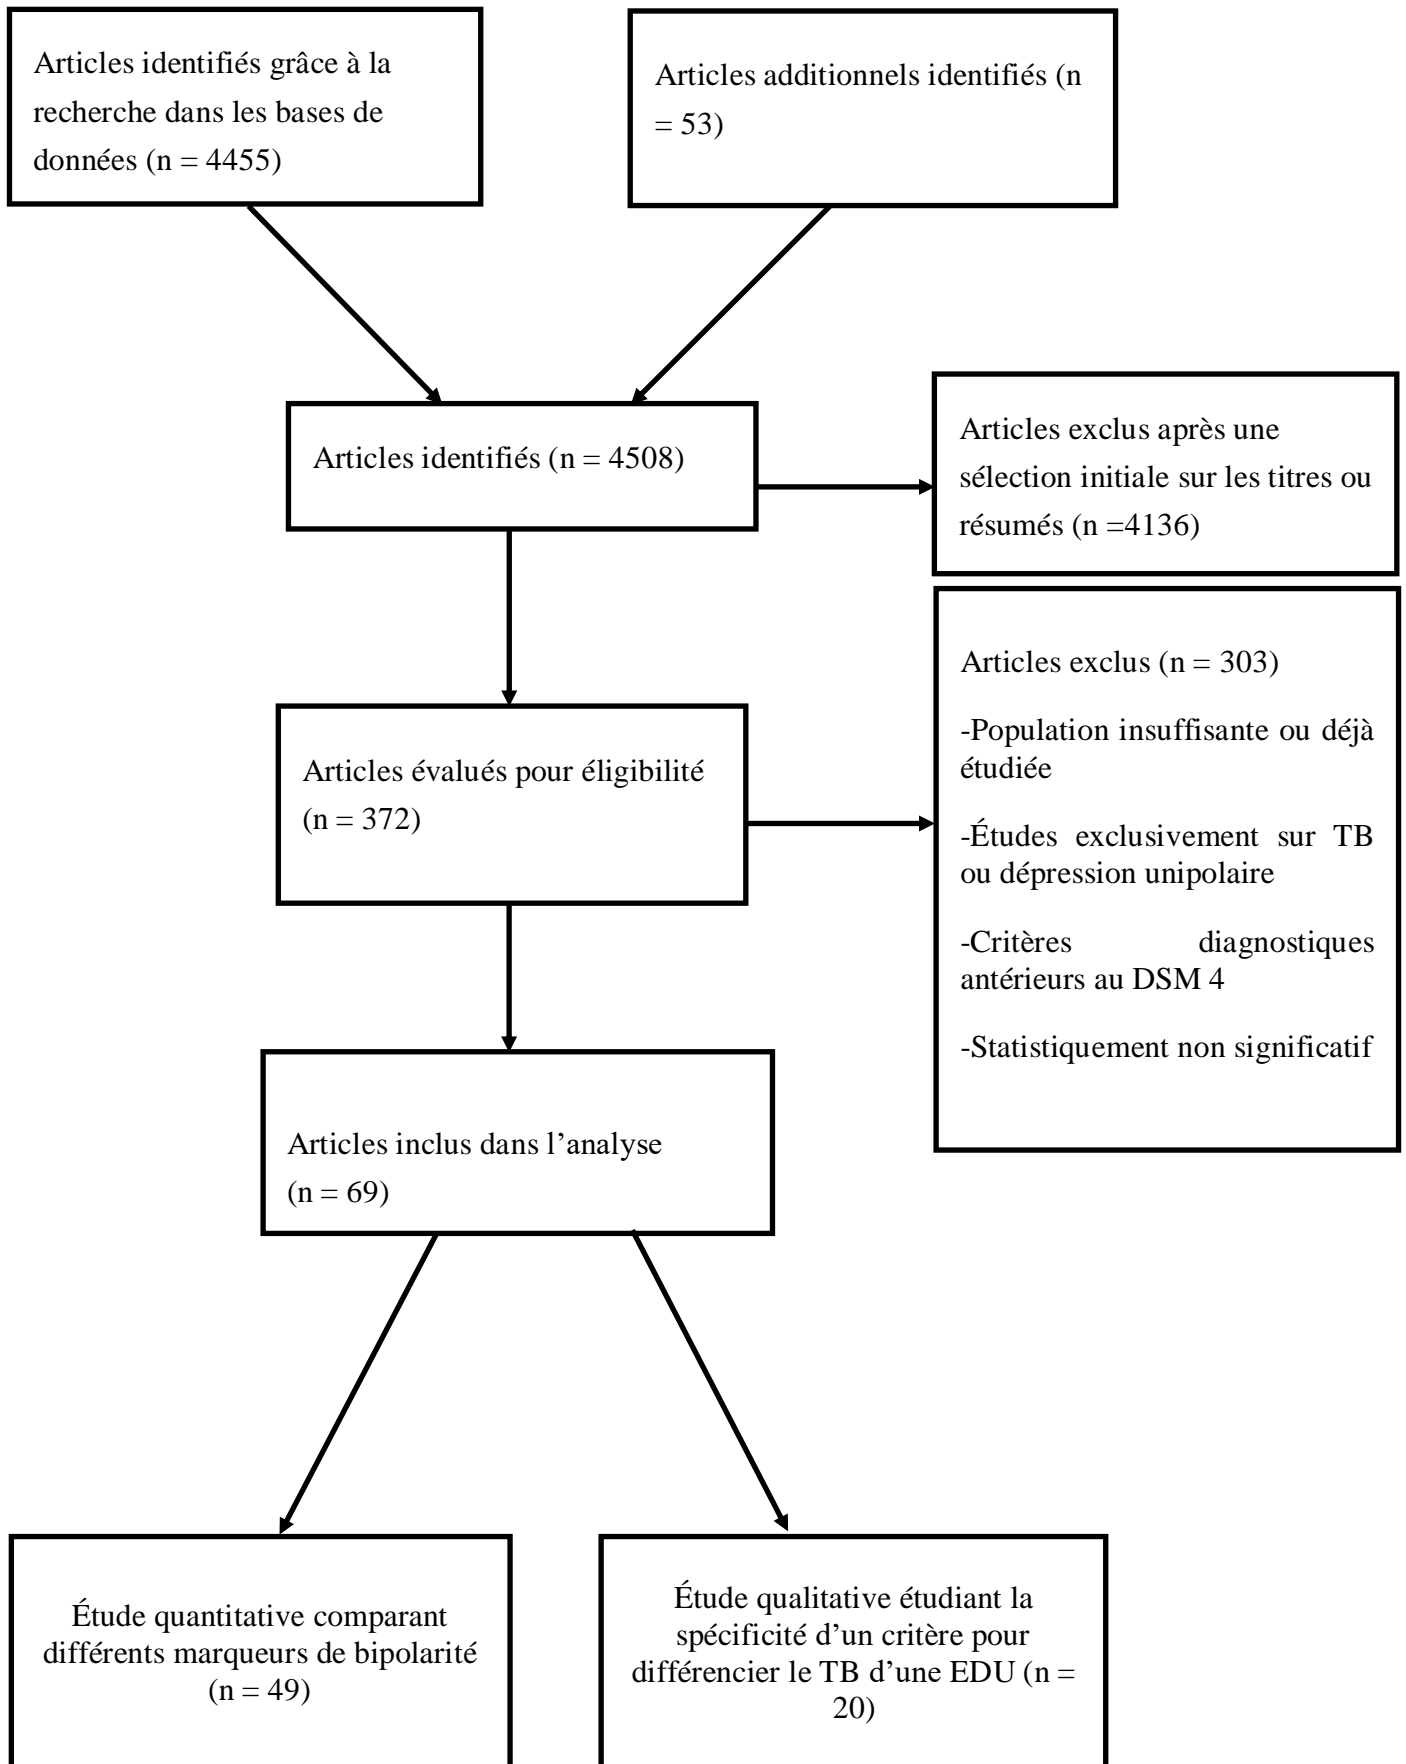 Articles identifiés grâce à la
recherche dans les bases de
données (n = 4455)
Articles additionnels identifiés (n
= 53)
Articles identifiés (n = 4508)
Articles exclus après une
sélection initiale sur les titres ou
résumés (n =4136)
Articles évalués pour éligibilité
(n = 372)
Articles exclus (n = 303)
-Population insuffisante ou déjà
étudiée
-Études exclusivement sur TB
ou dépression unipolaire
-Critères diagnostiques
antérieurs au DSM 4
-Statistiquement non significatif
Articles inclus dans l’analyse
(n = 69)
Étude quantitative comparant
différents marqueurs de bipolarité
(n = 49)
Étude qualitative étudiant la
spécificité d’un critère pour
différencier le TB d’une EDU (n =
20)